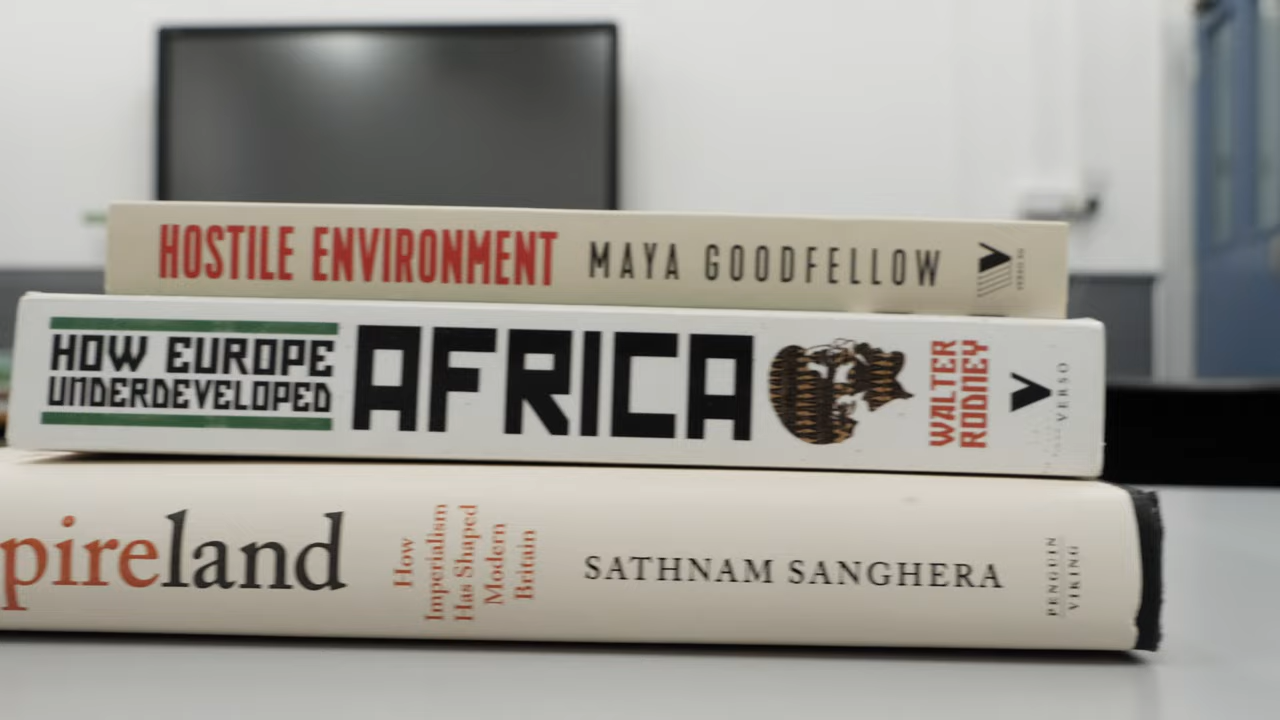 HOSTILE ENVIRONMENT MAYA GOODFELLOW
HOW EUROPE
UNDERDEVELOPED
AFRICA
WALTER
RODNEY
VERSO
pireland
How
Imperialism
Has Shaped
Modern
Britain
SATHNAM SANGHERA
PENGUIN
VIKING